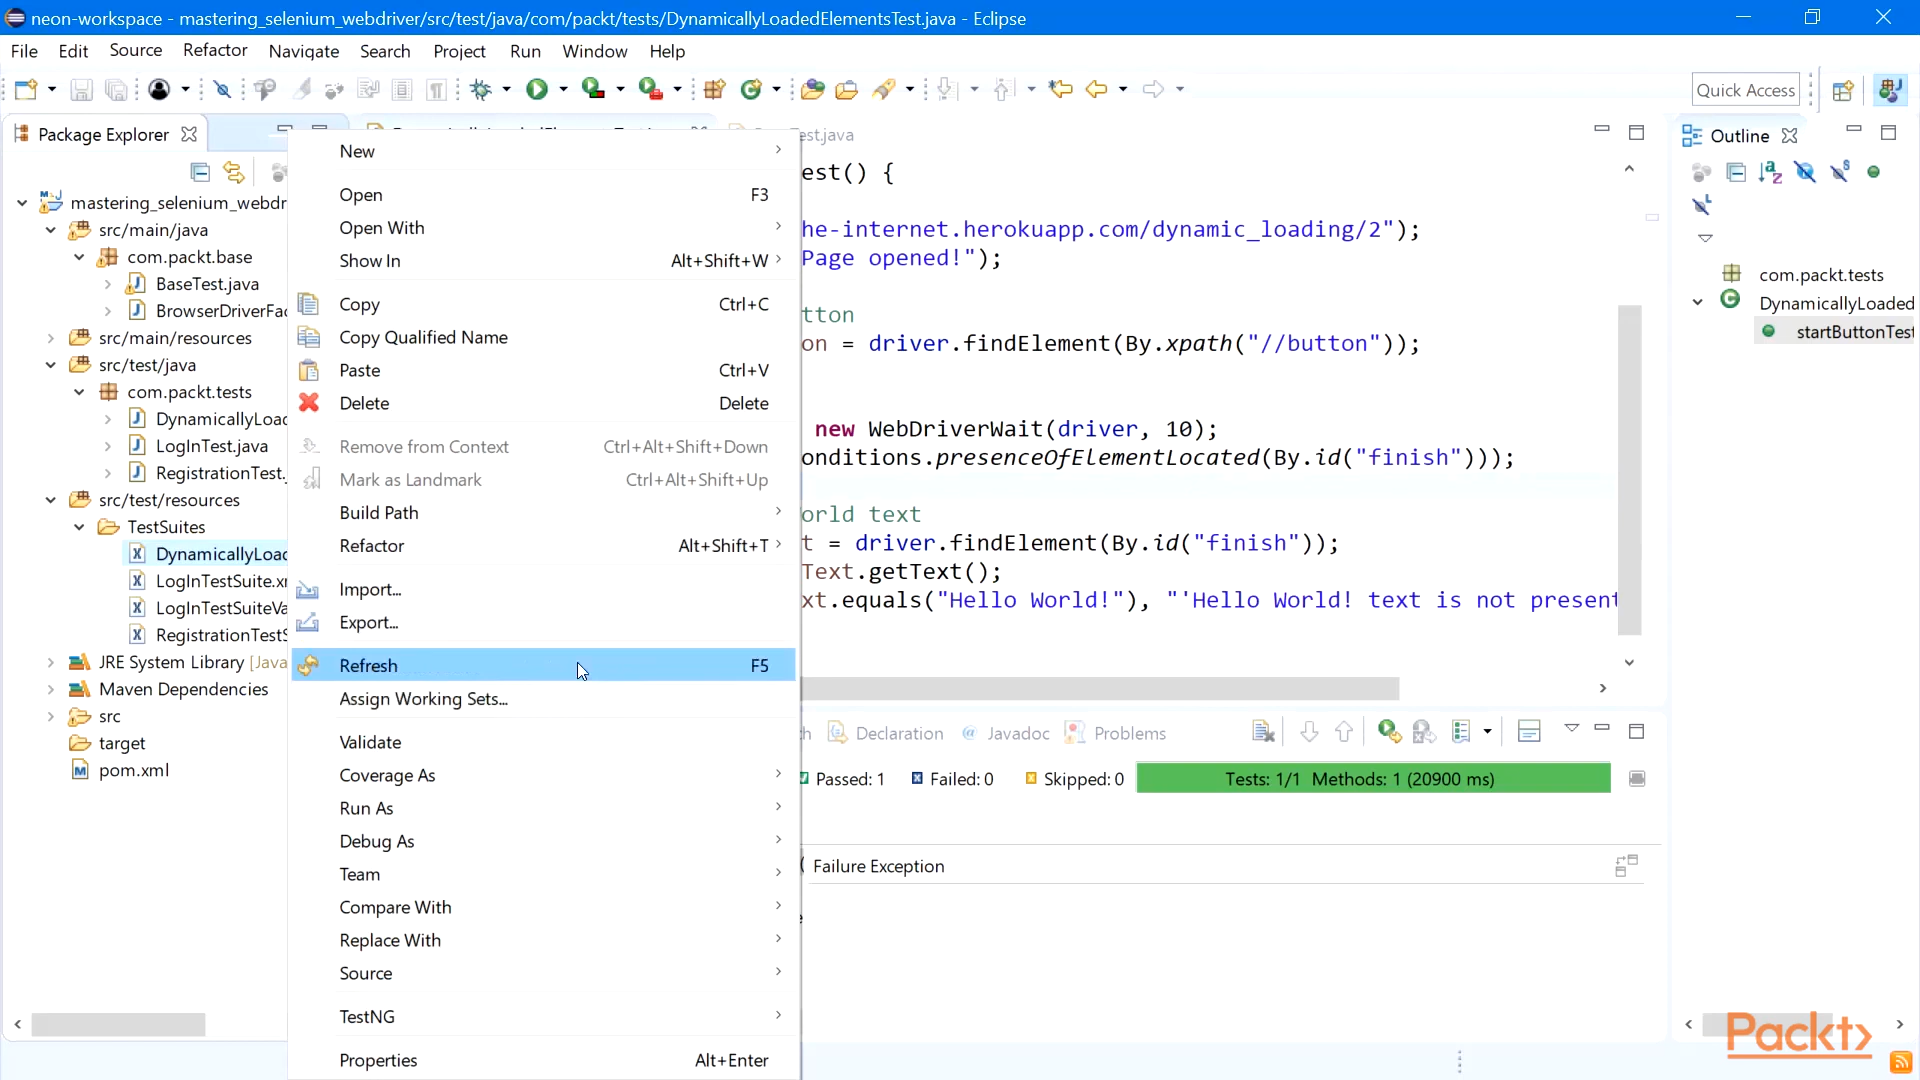 neon-workspace - mastering_selenium_webdriver/src/test/java/com/packt/tests/DynamicallyLoadedElementsTest.java - Eclipse
File Edit Source Refactor Navigate Search Project Run Window Help
Quick Access
Package Explorer
est.java
Outline
mastering_selenium_webdr
src/main/java
com.packt.base
BaseTest.java
BrowserDriverFac
src/main/resources
src/test/java
com.packt.tests
DynamicallyLoad
LogInTest.java
RegistrationTest.
src/test/resources
TestSuites
DynamicallyLoad
LogInTestSuite.x
LogInTestSuiteVa
RegistrationTestS
JRE System Library [Java
Maven Dependencies
src
target
pom.xml
New
Open F3
Open With
Show In Alt+Shift+W
Copy Ctrl+C
Copy Qualified Name
Paste Ctrl+V
Delete Delete
Remove from Context Ctrl+Alt+Shift+Down
Mark as Landmark Ctrl+Alt+Shift+Up
Build Path
Refactor Alt+Shift+T
Import...
Export...
Refresh F5
Assign Working Sets...
Validate
Coverage As
Run As
Debug As
Team
Compare With
Replace With
Source
TestNG
Properties Alt+Enter
est() {
he-internet.herokuapp.com/dynamic_loading/2");
Page opened!");
tton
on = driver.findElement(By.xpath("//button"));
new WebDriverWait(driver, 10);
onditions.presenceOfElementLocated(By.id("finish")));
orld text
t = driver.findElement(By.id("finish"));
Text.getText();
xt.equals("Hello World!"), "'Hello World! text is not present
h Declaration @ Javadoc Problems
Passed: 1 Failed: 0 Skipped: 0 Tests: 1/1 Methods: 1 (20900 ms)
Failure Exception
com.packt.tests
DynamicallyLoaded
startButtonTest
Packt>